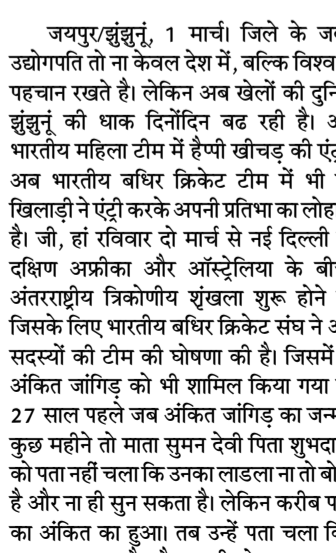 जयपुर/झुंझुनूं, 1 मार्च। जिले के
उद्योगपति तो ना केवल देश में, बल्कि विश्व
पहचान रखते है। लेकिन अब खेलों की
झुंझुनूं की धाक दिनोंदिन बढ रही है।
भारतीय महिला टीम में हैप्पी खीचड़ की
अब भारतीय बधिर क्रिकेट टीम में भी
खिलाड़ी ने एंट्री करके अपनी प्रतिभा का
है। जी, हां रविवार दो मार्च से नई दिल्ली
दक्षिण अफ्रीका और ऑस्ट्रेलिया के
अंतरराष्ट्रीय त्रिकोणीय शृंखला शुरू होने
जिसके लिए भारतीय बधिर क्रिकेट संघ ने
सदस्यों की टीम की घोषणा की है। जिसमें
अंकित जांगिड़ को भी शामिल किया गया
27 साल पहले जब अंकित जांगिड़ का
कुछ महीने तो माता सुमन देवी पिता
को पता नहीं चला कि उनका लाडला ना तो
है और ना ही सुन सकता है। लेकिन करीब
का अंकित का हुआ। तब उन्हें पता चला